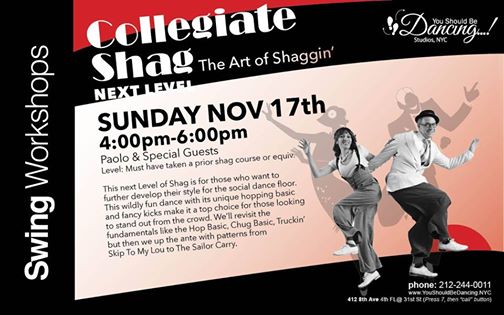 Collegiate
Shag The Art of Shaggin'
NEXT LEVEL
You Should Be
Dancing...!
Studios, NYC
Swing Workshops
SUNDAY NOV 17th
4:00pm-6:00pm
Paolo & Special Guests
Level: Must have taken a prior shag course or equiv.
This next Level of Shag is for those who want to
further develop their style for the social dance floor.
This wildly fun dance with its unique hopping basic
and fancy kicks make it a top choice for those looking
to stand out from the crowd. We'll revisit the
fundamentals like the Hop Basic, Chug Basic, Truckin'
but then we up the ante with patterns from
Skip To My Lou to The Sailor Carry.
phone: 212-244-0011
www.YouShouldBeDancing.NYC
412 8th Ave 4th FL@ 31st St (Press 7, then "call" button)